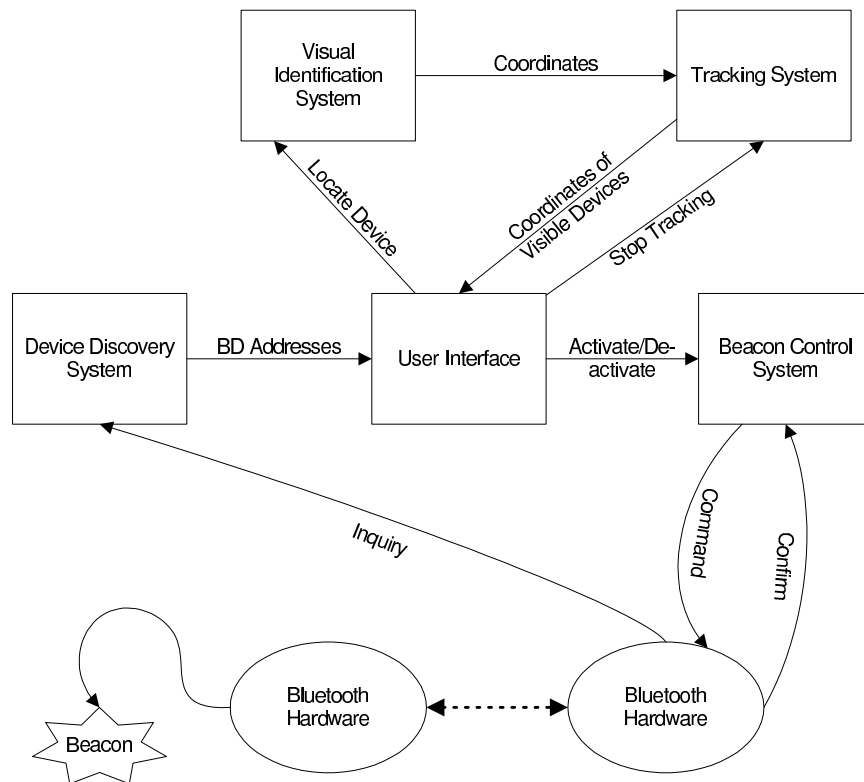 Visual
Identification
System
Coordinates
Tracking System
Locate Device
Coordinates of
Visible Devices
Stop Tracking
Device Discovery
System
BD Addresses
User Interface
Activate/De-
activate
Beacon Control
System
Inquiry
Command
Confirm
Beacon
Bluetooth
Hardware
Bluetooth
Hardware